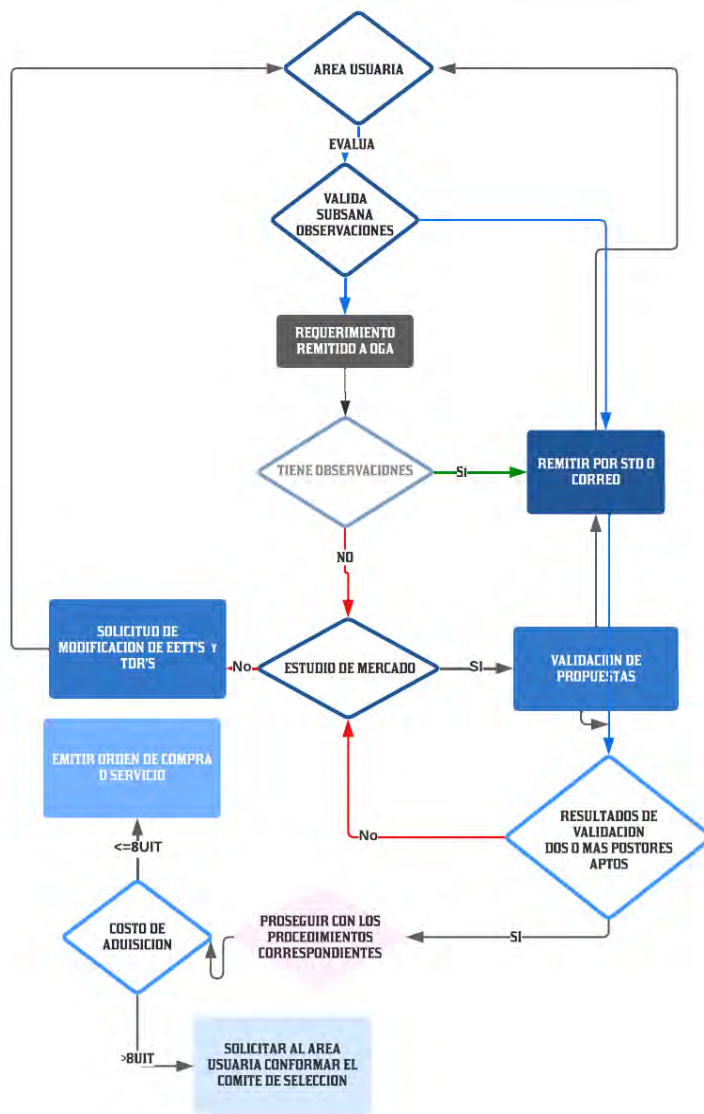 AREA USUARIA
EVALUA
VALIDA
SUBSANA
OBSERVACIONES
REQUERIMIENTO
REMITIDO A OGA
TIENE OBSERVACIONES
SI
REMITIR POR STD O
CORREO
NO
SOLICITUD DE
MODIFICACION DE EETT'S Y
TDR'S
No
ESTUDIO DE MERCADO
SI
VALIDACION DE
PROPUESTAS
EMITIR ORDEN DE COMPRA
O SERVICIO
<=8UIT
No
RESULTADOS DE
VALIDACION
DOS O MAS POSTORES
APTOS
COSTO DE
ADUISICION
PROSEGUIR CON LOS
PROCEDIMIENTOS
CORRESPONDIENTES
SI
>8UIT
SOLICITAR AL AREA
USUARIA CONFORMAR EL
COMITE DE SELECCION